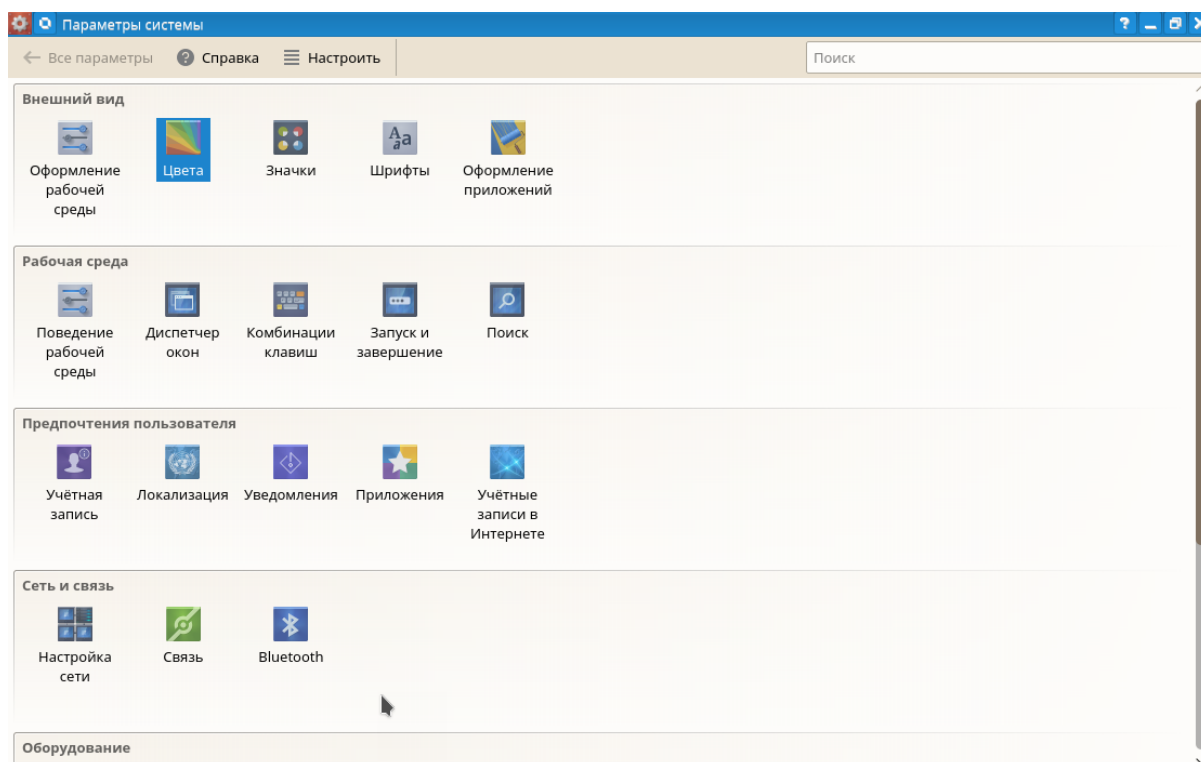 Параметры системы
Все параметры Справка Настроить Поиск
Внешний вид
Оформление рабочей среды
Цвета
Значки
Шрифты
Оформление приложений
Рабочая среда
Поведение рабочей среды
Диспетчер окон
Комбинации клавиш
Запуск и завершение
Поиск
Предпочтения пользователя
Учётная запись
Локализация
Уведомления
Приложения
Учётные записи в Интернете
Сеть и связь
Настройка сети
Связь
Bluetooth
Оборудование